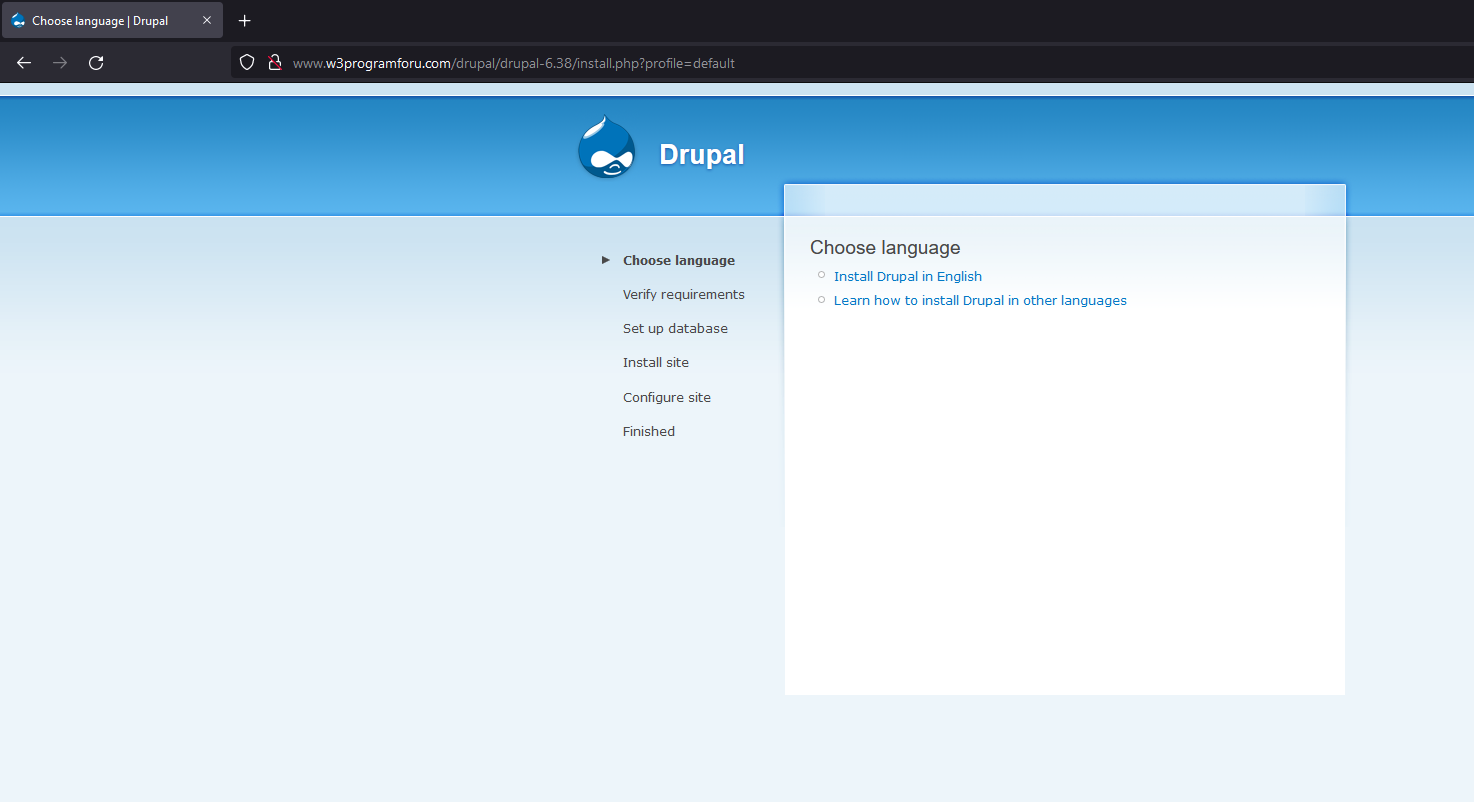 Choose language | Drupal
www.w3programforu.com/drupal/drupal-6.38/install.php?profile=default
Drupal
Choose language
Verify requirements
Set up database
Install site
Configure site
Finished
Choose language
Install Drupal in English
Learn how to install Drupal in other languages